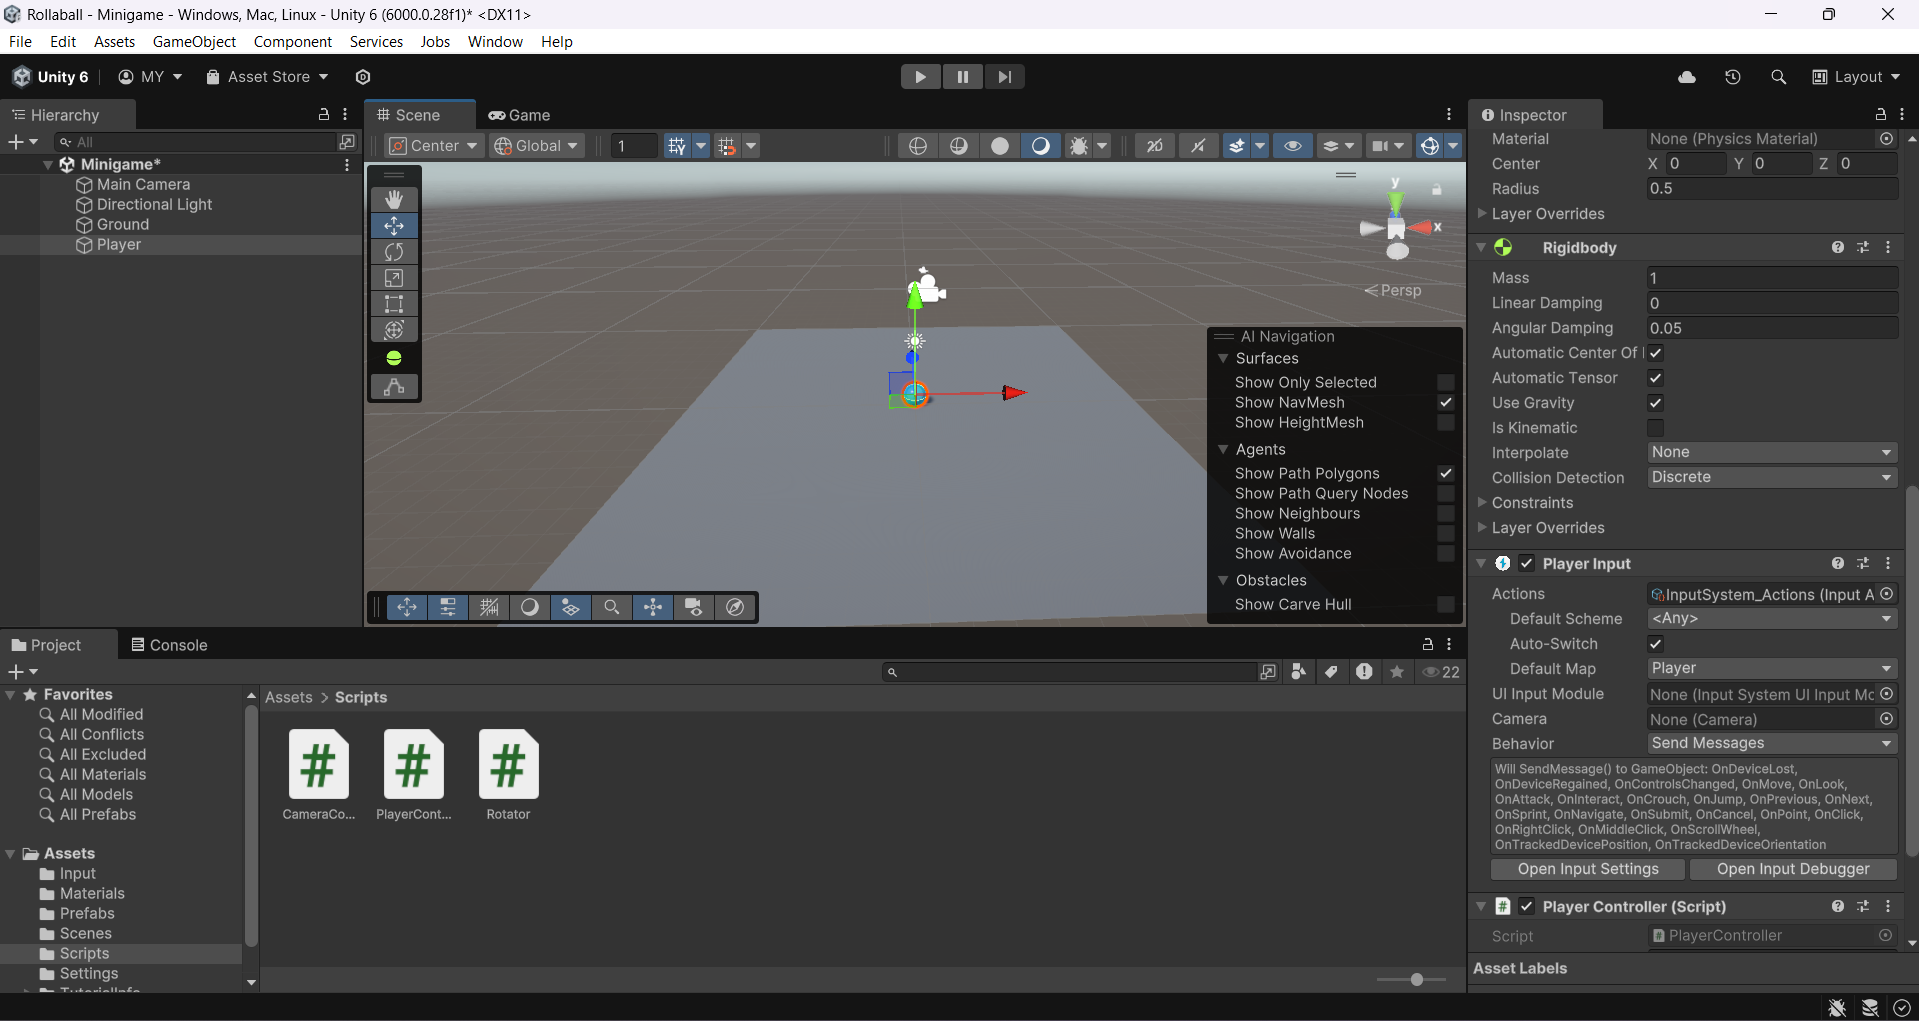 Rollaball - Minigame - Windows, Mac, Linux - Unity 6 (6000.0.28f1)* <DX11>
File Edit Assets GameObject Component Services Jobs Window Help
Unity 6 MY Asset Store Layout
Hierarchy
All
Minigame*
Main Camera
Directional Light
Ground
Player
Scene Game
Center Global 1
y
x
Persp
AI Navigation
Surfaces
Show Only Selected
Show NavMesh
Show HeightMesh
Agents
Show Path Polygons
Show Path Query Nodes
Show Neighbours
Show Walls
Show Avoidance
Obstacles
Show Carve Hull
Inspector
Material None (Physics Material)
Center X 0 Y 0 Z 0
Radius 0.5
Layer Overrides
Rigidbody
Mass 1
Linear Damping 0
Angular Damping 0.05
Automatic Center Of
Automatic Tensor
Use Gravity
Is Kinematic
Interpolate None
Collision Detection Discrete
Constraints
Layer Overrides
Player Input
Actions InputSystem_Actions (Input A
Default Scheme <Any>
Auto-Switch
Default Map Player
UI Input Module None (Input System UI Input Mc
Camera None (Camera)
Behavior Send Messages
Will SendMessage() to GameObject: OnDeviceLost,
OnDeviceRegained, OnControlsChanged, OnMove, OnLook,
OnAttack, OnInteract, OnCrouch, OnJump, OnPrevious, OnNext,
OnSprint, OnNavigate, OnSubmit, OnCancel, OnPoint, OnClick,
OnRightClick, OnMiddleClick, OnScrollWheel,
OnTrackedDevicePosition, OnTrackedDeviceOrientation
Open Input Settings Open Input Debugger
Player Controller (Script)
Script PlayerController
Asset Labels
Project Console
22
Favorites
All Modified
All Conflicts
All Excluded
All Materials
All Models
All Prefabs
Assets
Input
Materials
Prefabs
Scenes
Scripts
Settings
TutorialInfo
Assets > Scripts
CameraCo... PlayerCont... Rotator